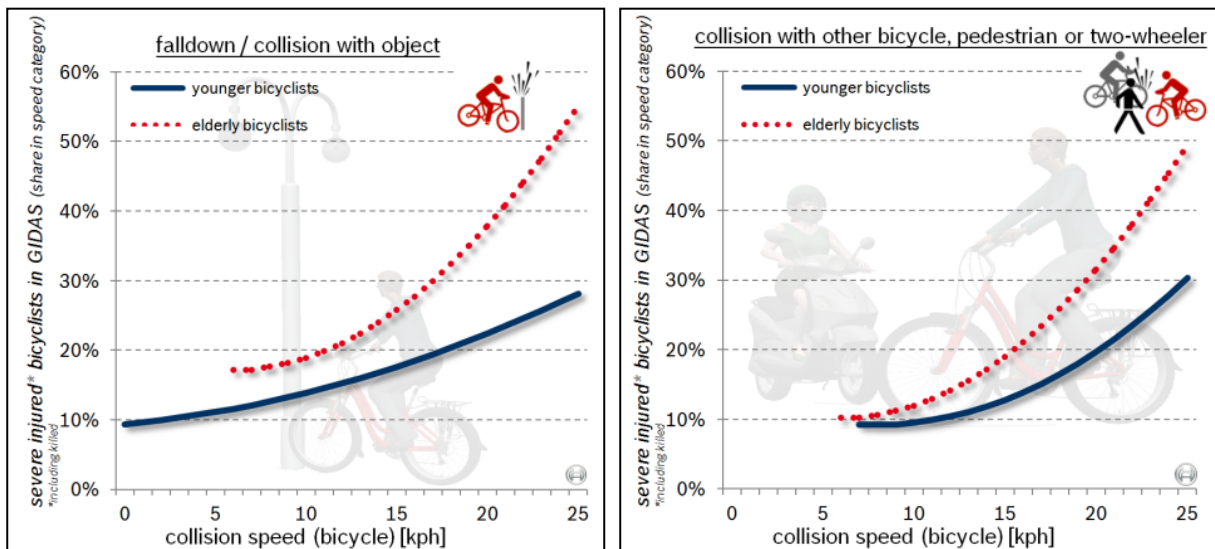 falldown / collision with object
60%
50%
40%
30%
20%
10%
0%
younger bicyclists
elderly bicyclists
severe injured* bicyclists in GIDAS (share in speed category)
*including killed
0 5 10 15 20 25
collision speed (bicycle) [kph]
collision with other bicycle, pedestrian or two-wheeler
60%
50%
40%
30%
20%
10%
0%
younger bicyclists
elderly bicyclists
severe injured* bicyclists in GIDAS (share in speed category)
*including killed
0 5 10 15 20 25
collision speed (bicycle) [kph]